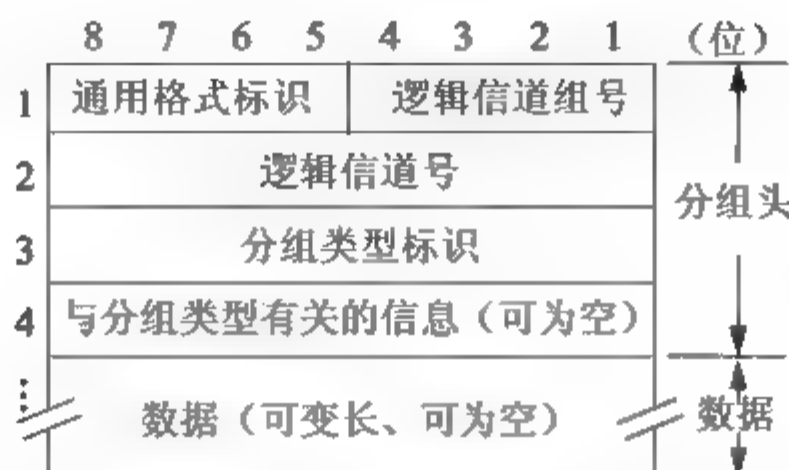 8 7 6 5 4 3 2 1 (位)
1 通用格式标识 逻辑信道组号
2 逻辑信道号
分组头
3 分组类型标识
4 与分组类型有关的信息(可为空)
⋮ 数据(可变长、可为空) 数据